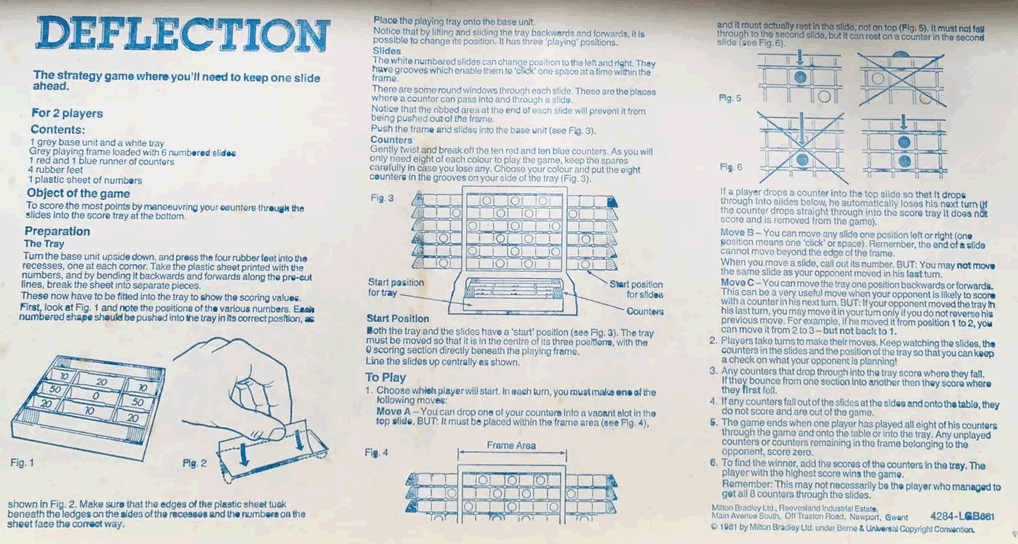 DEFLECTION
The strategy game where you'll need to keep one slide
ahead.
For 2 players
Contents:
1 grey base unit and a white tray
Grey playing frame loaded with 6 numbered slides
1 red and 1 blue runner of counters
4 rubber feet
1 plastic sheet of numbers
Object of the game
To score the most points by manoeuvring your counters through the
slides into the score tray at the bottom.
Preparation
The Tray
Turn the base unit upside down, and press the four rubber feet into the
recesses, one at each corner. Take the plastic sheet printed with the
numbers, and by bending it backwards and forwards along the pre-cut
lines, break the sheet into separate pieces.
These now have to be fitted into the tray to show the scoring values.
First, look at Fig. 1 and note the positions of the various numbers. Each
numbered shape should be pushed into the tray in its correct position, as
10 20 10
50 0 50
20 10 20
Fig. 1
Fig. 2
shown in Fig. 2. Make sure that the edges of the plastic sheet tuck
beneath the ledges on the sides of the recesses and the numbers on the
sheet face the correct way.
Place the playing tray onto the base unit.
Notice that by lifting and sliding the tray backwards and forwards, it is
possible to change its position. It has three 'playing' positions.
Slides
The white numbered slides can change position to the left and right. They
have grooves which enable them to 'click' one space at a time within the
frame.
There are some round windows through each slide. These are the places
where a counter can pass into and through a slide.
Notice that the ribbed area at the end of each slide will prevent it from
being pushed out of the frame.
Push the frame and slides into the base unit (see Fig. 3).
Counters
Gently twist and break off the ten red and ten blue counters. As you will
only need eight of each colour to play the game, keep the spares
carefully in case you lose any. Choose your colour and put the eight
counters in the grooves on your side of the tray (Fig. 3).
Fig. 3
Start position
for tray
Start position
for slides
Counters
Start Position
Both the tray and the slides have a 'start' position (see Fig. 3). The tray
must be moved so that it is in the centre of its three positions, with the
0 scoring section directly beneath the playing frame.
Line the slides up centrally as shown.
To Play
1. Choose which player will start. In each turn, you must make one of the
following moves:
Move A – You can drop one of your counters into a vacant slot in the
top slide, BUT: It must be placed within the frame area (see Fig. 4),
Fig. 4
Frame Area
and it must actually rest in the slide, not on top (Fig. 5). It must not fall
through to the second slide, but it can rest on a counter in the second
slide (see Fig. 6).
Fig. 5
Fig. 6
If a player drops a counter into the top slide so that it drops
through into slides below, he automatically loses his next turn (if
the counter drops straight through into the score tray it does not
score and is removed from the game).
Move B – You can move any slide one position left or right (one
position means one 'click' or space). Remember, the end of a slide
cannot move beyond the edge of the frame.
When you move a slide, call out its number. BUT: You may not move
the same slide as your opponent moved in his last turn.
Move C – You can move the tray one position backwards or forwards.
This can be a very useful move when your opponent is likely to score
with a counter in his next turn. BUT: If your opponent moved the tray in
his last turn, you may move it in your turn only if you do not reverse his
previous move. For example, if he moved from position 1 to 2, you
can move it from 2 to 3 – but not back to 1.
2. Players take turns to make their moves. Keep watching the slides, the
counters in the slides and the position of the tray so that you can keep
a check on what your opponent is planning!
3. Any counters that drop through into the tray score where they fall.
If they bounce from one section into another then they score where
they first fell.
4. If any counters fall out of the slides at the sides and onto the table, they
do not score and are out of the game.
5. The game ends when one player has played all eight of his counters
through the game and onto the table or into the tray. Any unplayed
counters or counters remaining in the frame belonging to the
opponent, score zero.
6. To find the winner, add the scores of the counters in the tray. The
player with the highest score wins the game.
Remember: This may not necessarily be the player who managed to
get all 8 counters through the slides.
Milton Bradley Ltd., Reevesland Industrial Estate,
Main Avenue South, Off Traston Road, Newport, Gwent 4284-LGB661
© 1981 by Milton Bradley Ltd. under Berne & Universal Copyright Convention.